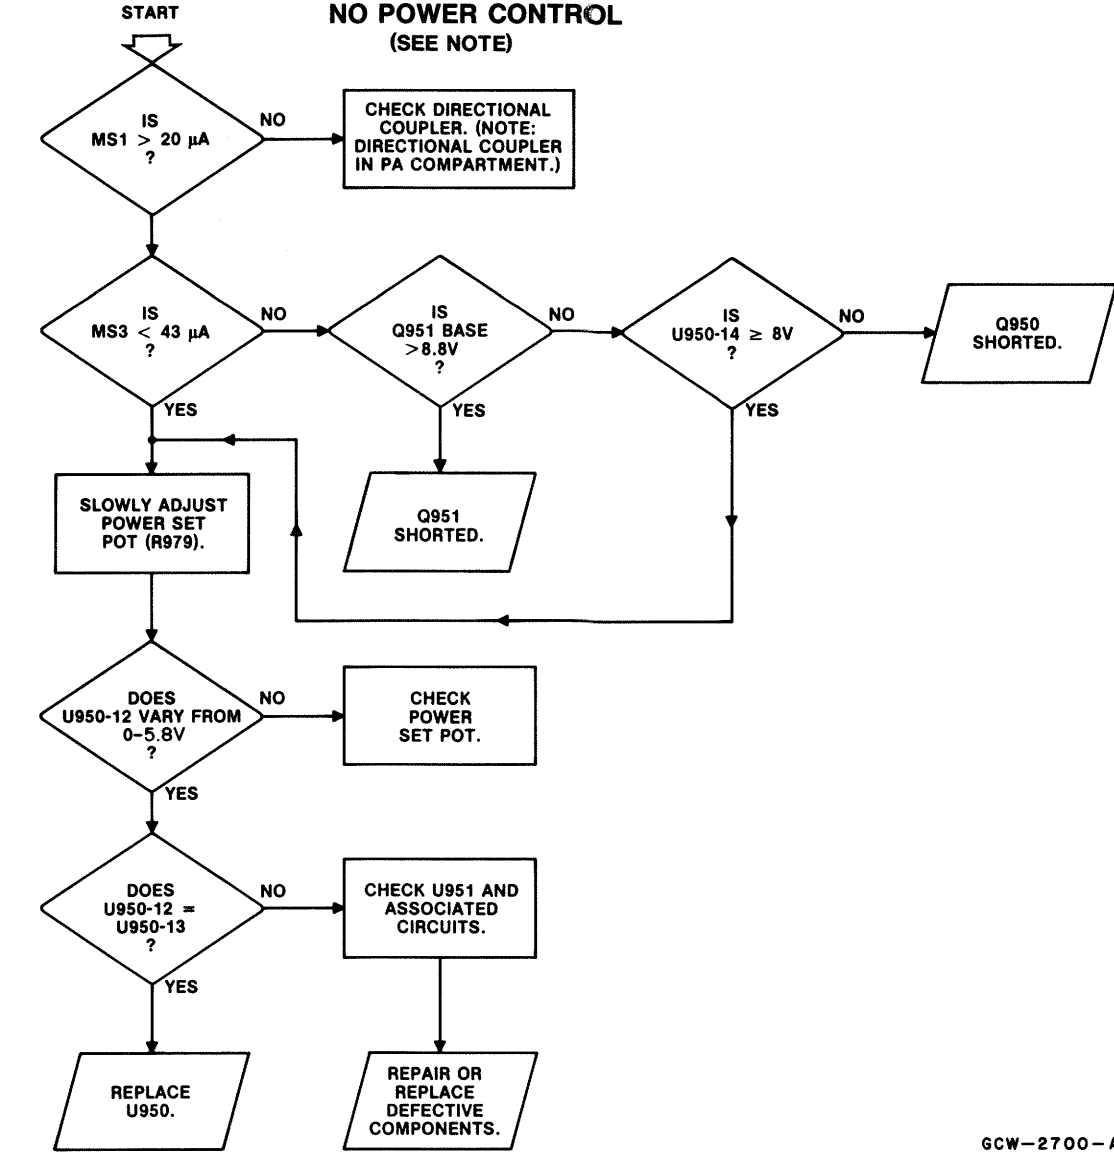 START
NO POWER CONTROL
(SEE NOTE)
IS
MS1 > 20 μA
?
NO
CHECK DIRECTIONAL
COUPLER. (NOTE:
DIRECTIONAL COUPLER
IN PA COMPARTMENT.)
IS
MS3 < 43 μA
?
NO
YES
IS
Q951 BASE
>8.8V
?
NO
YES
IS
U950-14 ≥ 8V
?
NO
YES
Q950
SHORTED.
SLOWLY ADJUST
POWER SET
POT (R979).
Q951
SHORTED.
DOES
U950-12 VARY FROM
0-5.8V
?
NO
YES
CHECK
POWER
SET POT.
DOES
U950-12 =
U950-13
?
NO
YES
CHECK U951 AND
ASSOCIATED
CIRCUITS.
REPLACE
U950.
REPAIR OR
REPLACE
DEFECTIVE
COMPONENTS.
GCW-2700-A